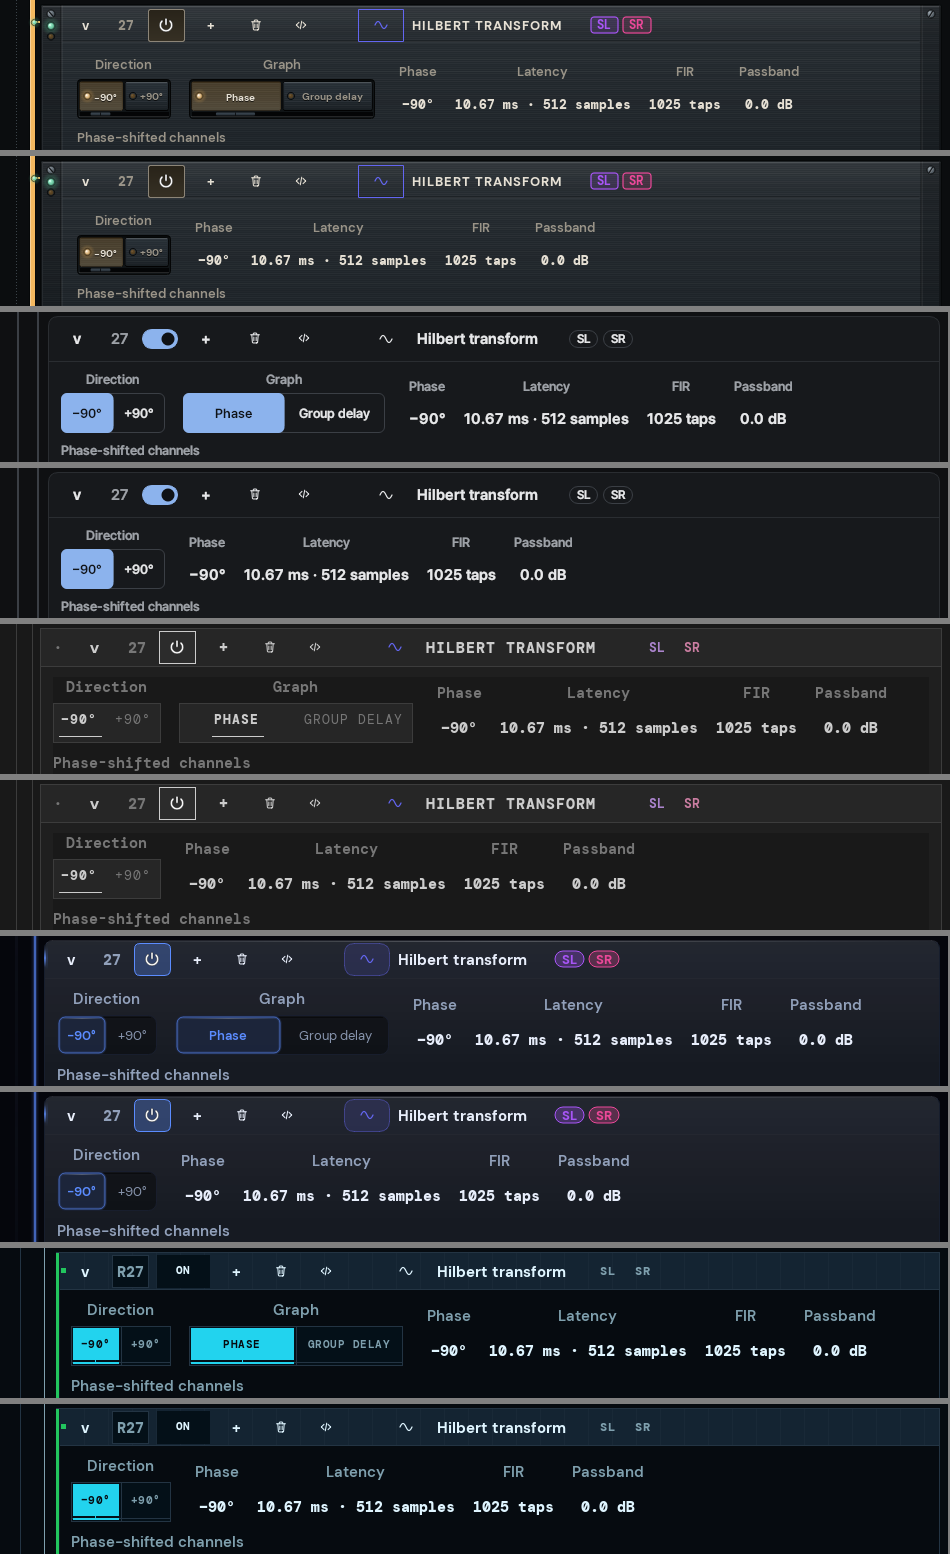 v 27 + </> HILBERT TRANSFORM SL SR
Direction Graph Phase Latency FIR Passband
−90° +90° Phase Group delay −90° 10.67 ms · 512 samples 1025 taps 0.0 dB
Phase-shifted channels
v 27 + </> HILBERT TRANSFORM SL SR
Direction Phase Latency FIR Passband
−90° +90° −90° 10.67 ms · 512 samples 1025 taps 0.0 dB
Phase-shifted channels
v 27 + </> Hilbert transform SL SR
Direction Graph Phase Latency FIR Passband
−90° +90° Phase Group delay −90° 10.67 ms · 512 samples 1025 taps 0.0 dB
Phase-shifted channels
v 27 + </> Hilbert transform SL SR
Direction Phase Latency FIR Passband
−90° +90° −90° 10.67 ms · 512 samples 1025 taps 0.0 dB
Phase-shifted channels
v 27 + </> HILBERT TRANSFORM SL SR
Direction Graph Phase Latency FIR Passband
−90° +90° PHASE GROUP DELAY −90° 10.67 ms · 512 samples 1025 taps 0.0 dB
Phase-shifted channels
v 27 + </> HILBERT TRANSFORM SL SR
Direction Phase Latency FIR Passband
−90° +90° −90° 10.67 ms · 512 samples 1025 taps 0.0 dB
Phase-shifted channels
v 27 + </> Hilbert transform SL SR
Direction Graph Phase Latency FIR Passband
−90° +90° Phase Group delay −90° 10.67 ms · 512 samples 1025 taps 0.0 dB
Phase-shifted channels
v 27 + </> Hilbert transform SL SR
Direction Phase Latency FIR Passband
−90° +90° −90° 10.67 ms · 512 samples 1025 taps 0.0 dB
Phase-shifted channels
v R27 ON + </> Hilbert transform SL SR
Direction Graph Phase Latency FIR Passband
−90° +90° PHASE GROUP DELAY −90° 10.67 ms · 512 samples 1025 taps 0.0 dB
Phase-shifted channels
v R27 ON + </> Hilbert transform SL SR
Direction Phase Latency FIR Passband
−90° +90° −90° 10.67 ms · 512 samples 1025 taps 0.0 dB
Phase-shifted channels